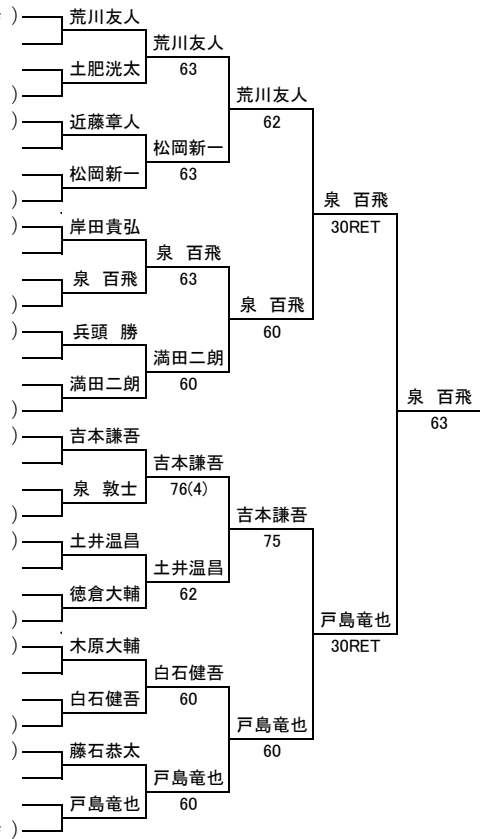 )
荒川友人
荒川友人
63
土肥洸太
)
荒川友人
62
)
近藤章人
松岡新一
63
松岡新一
)
泉 百飛
30RET
)
岸田貴弘
泉 百飛
63
泉 百飛
)
泉 百飛
60
)
兵頭 勝
満田二朗
60
満田二朗
)
泉 百飛
63
)
吉本謙吾
吉本謙吾
76(4)
泉 敦士
)
吉本謙吾
75
)
土井温昌
土井温昌
62
徳倉大輔
)
戸島竜也
30RET
)
木原大輔
白石健吾
60
白石健吾
)
戸島竜也
60
)
藤石恭太
戸島竜也
60
戸島竜也
)